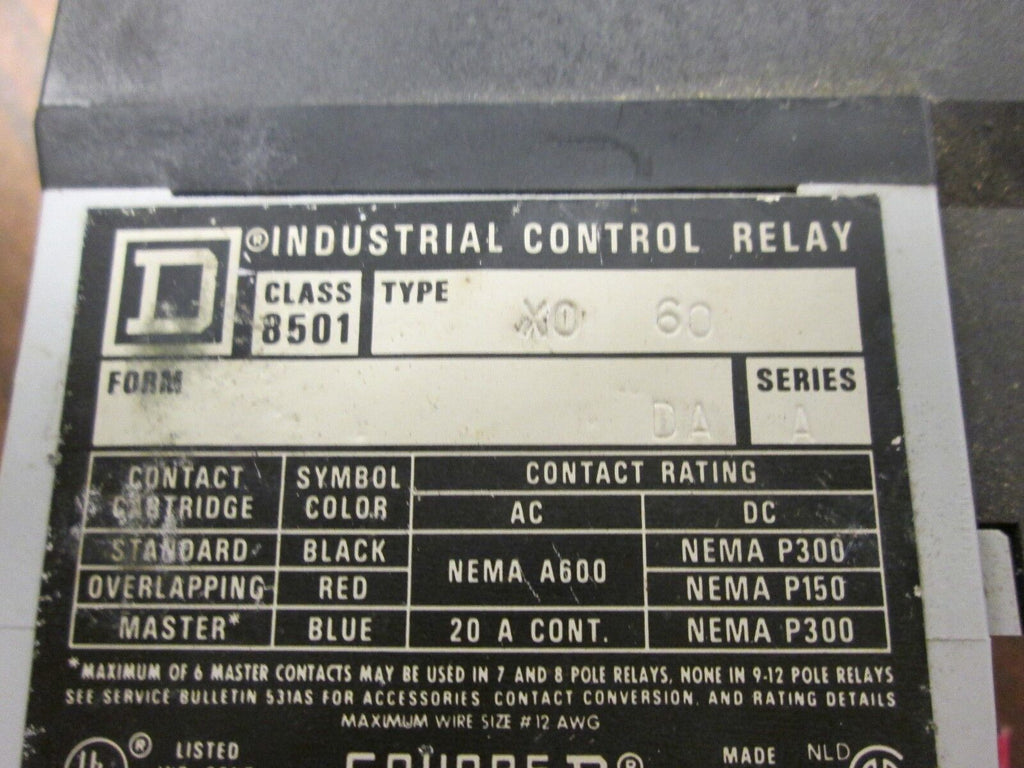 D ®INDUSTRIAL CONTROL RELAY
CLASS 8501 TYPE XO 60
FORM DA SERIES A
CONTACT CARTRIDGE SYMBOL COLOR CONTACT RATING
AC DC
STANDARD BLACK NEMA A600 NEMA P300
OVERLAPPING RED NEMA P150
MASTER* BLUE 20 A CONT. NEMA P300
*MAXIMUM OF 6 MASTER CONTACTS MAY BE USED IN 7 AND 8 POLE RELAYS, NONE IN 9-12 POLE RELAYS
SEE SERVICE BULLETIN 531AS FOR ACCESSORIES, CONTACT CONVERSION, AND RATING DETAILS
MAXIMUM WIRE SIZE #12 AWG
UL ® LISTED SQUARE D ® MADE NLD